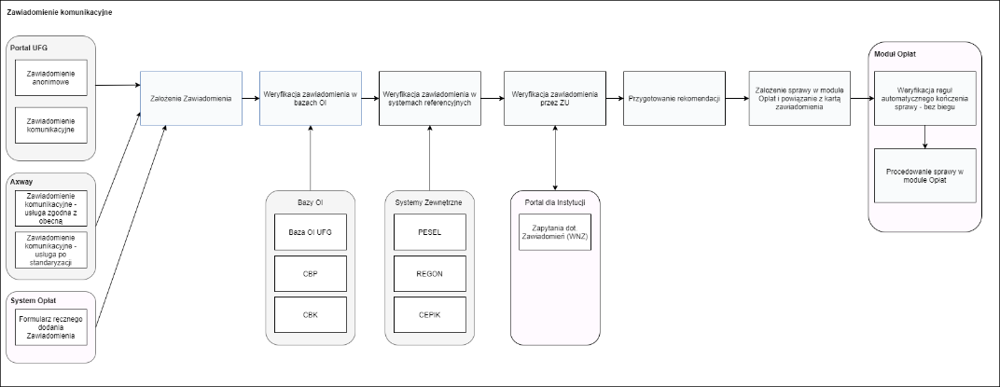 Zawiadomienie komunikacyjne
Portal UFG
Zawiadomienie
anonimowe
Zawiadomienie
komunikacyjne
Axway
Zawiadomienie
komunikacyjne -
usługa zgodna z
obecną
Zawiadomienie
komunikacyjne -
usługa po
standaryzacji
System Opłat
Formularz ręcznego
dodania
Zawiadomienia
Założenie Zawiadomienia
Weryfikacja zawiadomienia w
bazach OI
Weryfikacja zawiadomienia w
systemach referencyjnych
Weryfikacja zawiadomienia
przez ZU
Przygotowanie rekomendacji
Założenie sprawy w module
Opłat i powiązanie z kartą
zawiadomienia
Bazy OI
Baza OI UFG
CBP
CBK
Systemy Zewnętrzne
PESEL
REGON
CEPIK
Portal dla Instytucji
Zapytania dot.
Zawiadomień (WNZ)
Moduł Opłat
Weryfikacja reguł
automatycznego kończenia
sprawy - bez biegu
Procedowanie sprawy w
module Opłat